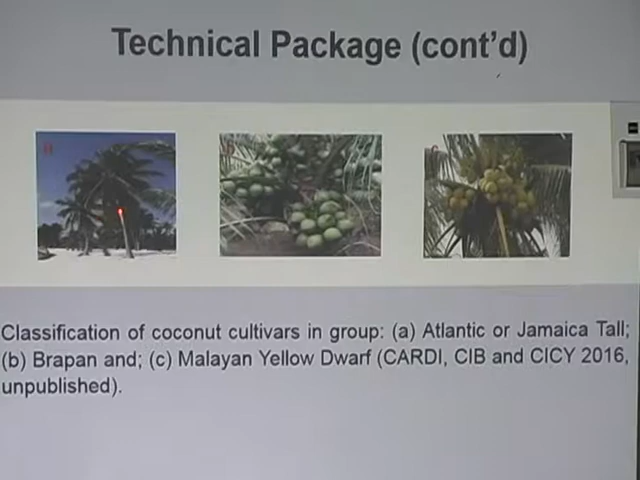 Technical Package (cont'd)
Classification of coconut cultivars in group: (a) Atlantic or Jamaica Tall;
(b) Brapan and; (c) Malayan Yellow Dwarf (CARDI, CIB and CICY 2016,
unpublished).